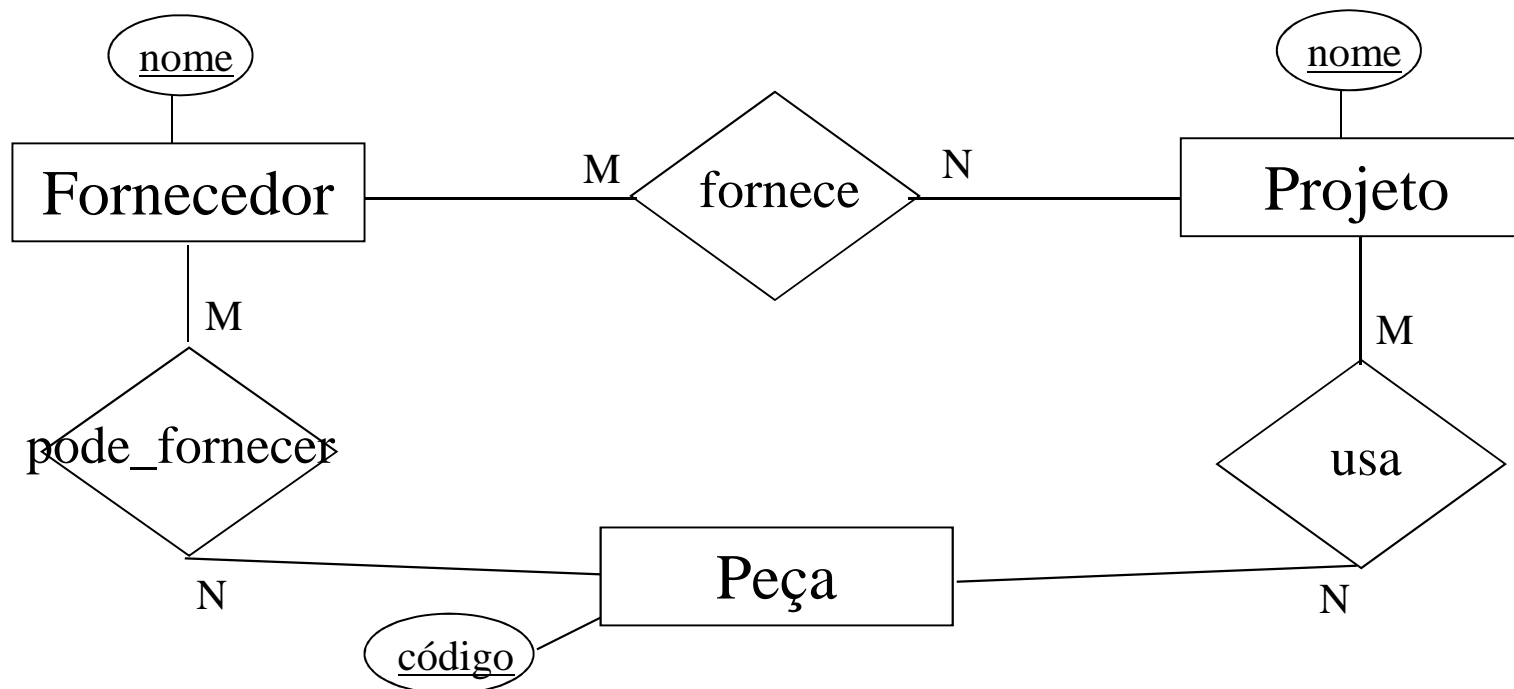 nome
nome
Fornecedor
M
fornece
N
Projeto
M
M
pode_fornecer
usa
N
Peça
N
código